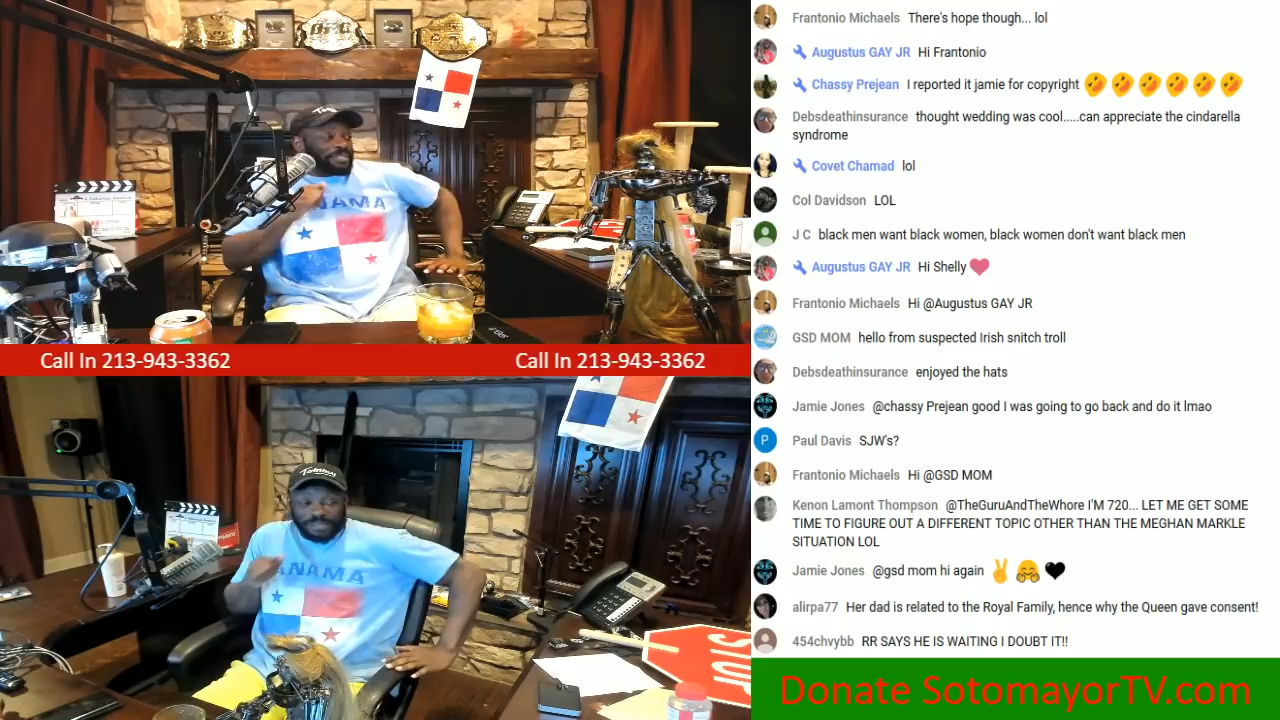 PANAMA
Call In 213-943-3362
Call In 213-943-3362
Tommy
PANAMA
STOP
Frantonio Michaels There's hope though... lol
Augustus GAY JR Hi Frantonio
Chassy Prejean I reported it jamie for copyright 🤣🤣🤣🤣🤣🤣
Debsdeathinsurance thought wedding was cool.....can appreciate the cindarella
syndrome
Covet Chamad lol
Col Davidson LOL
J C black men want black women, black women don't want black men
Augustus GAY JR Hi Shelly
Frantonio Michaels Hi @Augustus GAY JR
GSD MOM hello from suspected Irish snitch troll
Debsdeathinsurance enjoyed the hats
Jamie Jones @chassy Prejean good I was going to go back and do it lmao
P Paul Davis SJW's?
Frantonio Michaels Hi @GSD MOM
Kenon Lamont Thompson @TheGuruAndTheWhore I'M 720... LET ME GET SOME
TIME TO FIGURE OUT A DIFFERENT TOPIC OTHER THAN THE MEGHAN MARKLE
SITUATION LOL
Jamie Jones @gsd mom hi again ✌🤗🖤
alirpa77 Her dad is related to the Royal Family, hence why the Queen gave consent!
454chvybb RR SAYS HE IS WAITING I DOUBT IT!!
Donate SotomayorTV.com